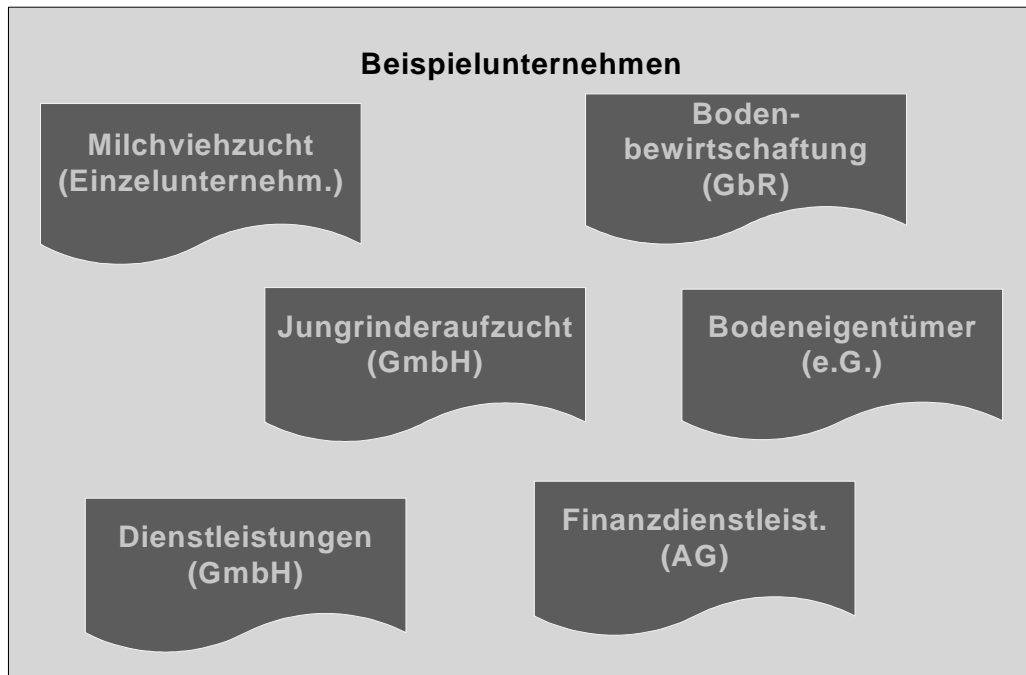 Beispielunternehmen
Milchviehzucht
(Einzelunternehm.)
Boden-
bewirtschaftung
(GbR)
Jungrinderaufzucht
(GmbH)
Bodeneigentümer
(e.G.)
Dienstleistungen
(GmbH)
Finanzdienstleist.
(AG)